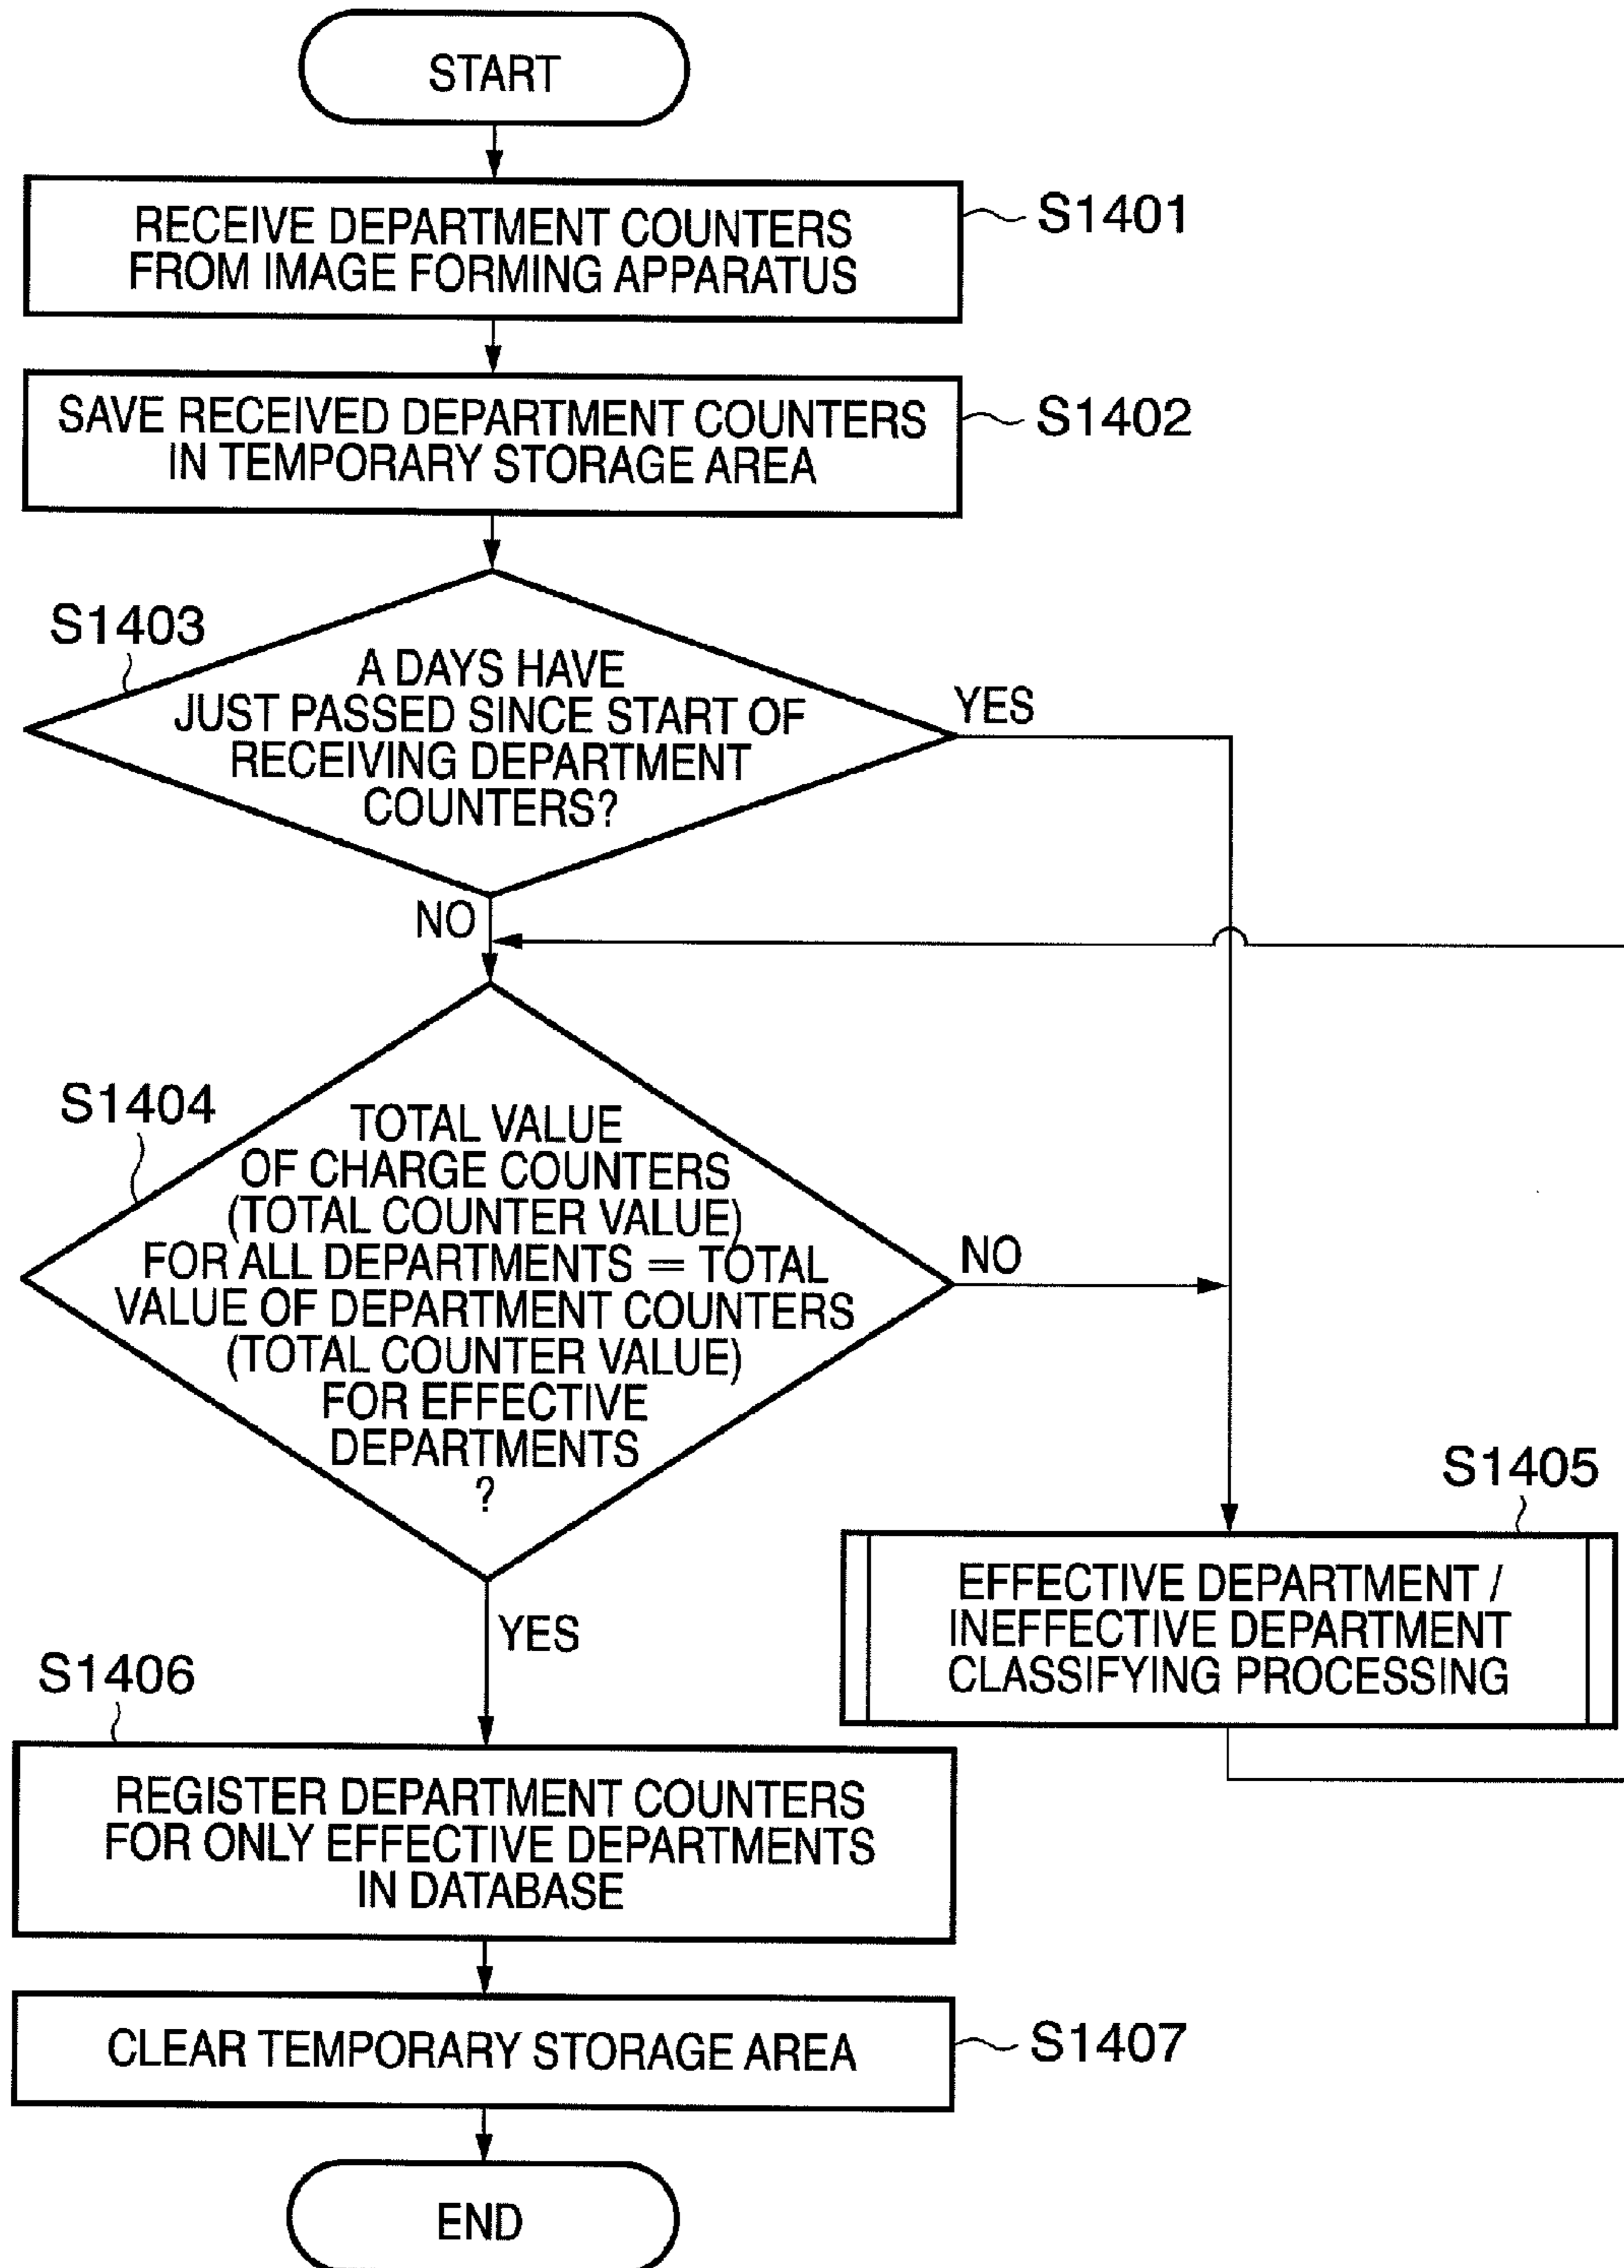 START
RECEIVE DEPARTMENT COUNTERS
FROM IMAGE FORMING APPARATUS
S1401
SAVE RECEIVED DEPARTMENT COUNTERS
IN TEMPORARY STORAGE AREA
S1402
S1403
A DAYS HAVE
JUST PASSED SINCE START OF
RECEIVING DEPARTMENT
COUNTERS?
YES
NO
S1404
TOTAL VALUE
OF CHARGE COUNTERS
(TOTAL COUNTER VALUE)
FOR ALL DEPARTMENTS = TOTAL
VALUE OF DEPARTMENT COUNTERS
(TOTAL COUNTER VALUE)
FOR EFFECTIVE
DEPARTMENTS
?
NO
YES
S1405
EFFECTIVE DEPARTMENT /
INEFFECTIVE DEPARTMENT
CLASSIFYING PROCESSING
S1406
REGISTER DEPARTMENT COUNTERS
FOR ONLY EFFECTIVE DEPARTMENTS
IN DATABASE
CLEAR TEMPORARY STORAGE AREA
S1407
END